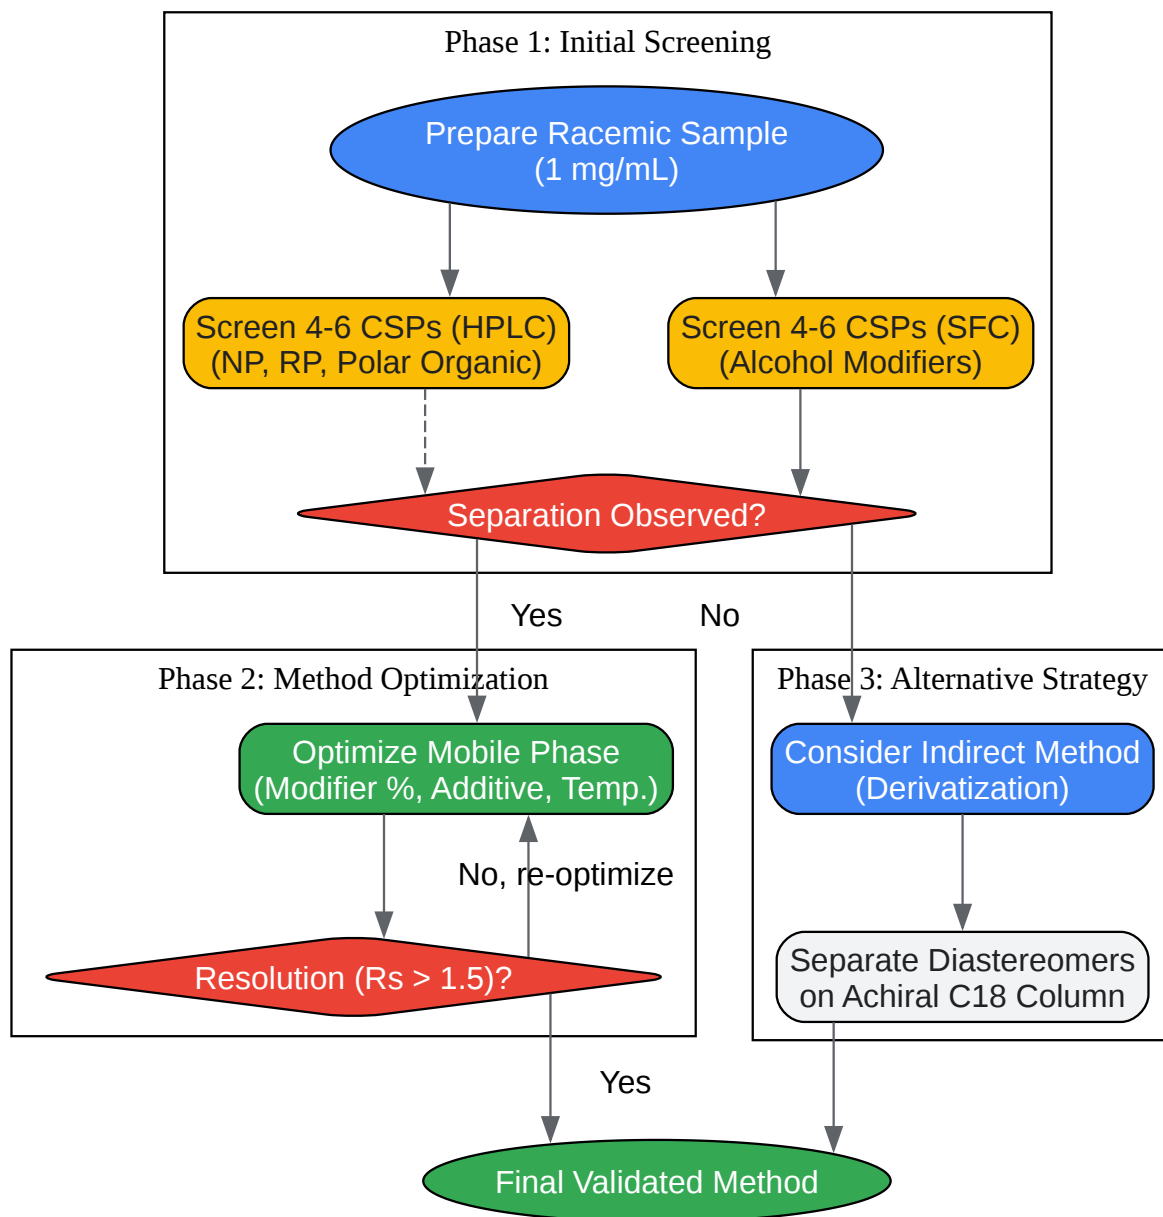 Phase 1: Initial Screening
Prepare Racemic Sample
(1 mg/mL)
Screen 4-6 CSPs (HPLC)
(NP, RP, Polar Organic)
Screen 4-6 CSPs (SFC)
(Alcohol Modifiers)
Separation Observed?
Yes
No
Phase 2: Method Optimization
Optimize Mobile Phase
(Modifier %, Additive, Temp.)
No, re-optimize
Resolution (Rs > 1.5)?
Yes
Phase 3: Alternative Strategy
Consider Indirect Method
(Derivatization)
Separate Diastereomers
on Achiral C18 Column
Final Validated Method